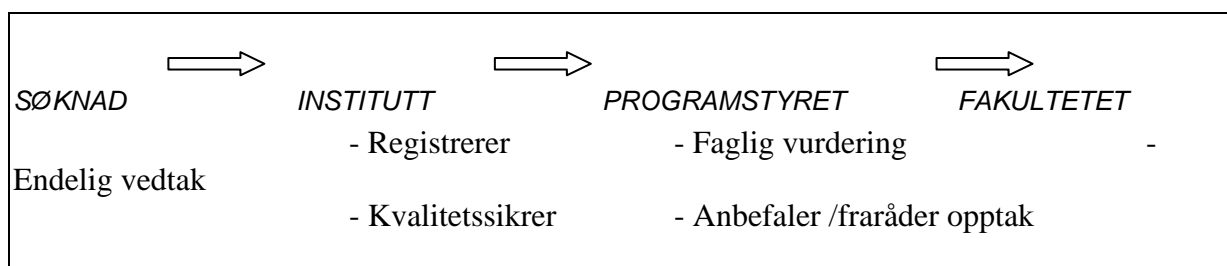 SØKNAD INSTITUTT PROGRAMSTYRET FAKULTETET
- Registrerer - Faglig vurdering -
Endelig vedtak
- Kvalitetssikrer - Anbefaler /fraråder opptak